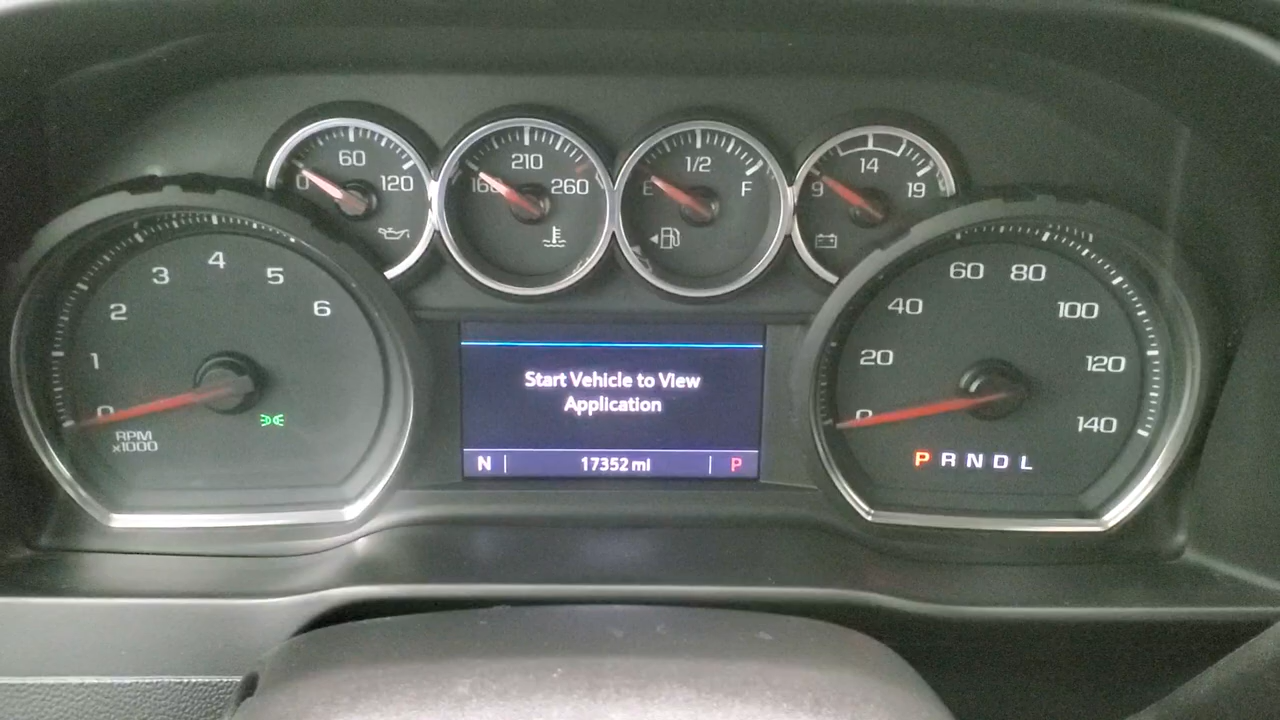 0 60 120
160 210 260
E 1/2 F
9 14 19
0 1 2 3 4 5 6
RPM
x1000
Start Vehicle to View
Application
N 17352 mi P
0 20 40 60 80 100 120 140
P R N D L